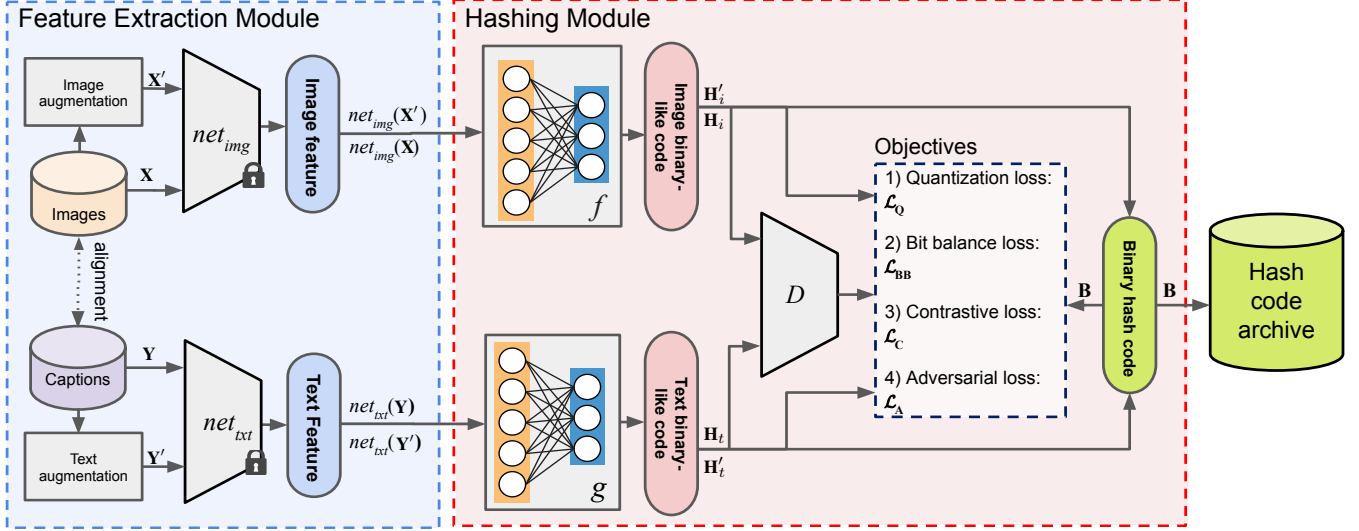 Feature Extraction Module
Image
augmentation
X′
X
Images
alignment
Captions
Y
Text
augmentation
Y′
net_img
net_txt
Image feature
Text Feature
net_img(X′)
net_img(X)
net_txt(Y)
net_txt(Y′)
Hashing Module
f
g
Image binary-
like code
Text binary-
like code
H′_i
H_i
H_t
H′_t
D
Objectives
1) Quantization loss:
𝓛_Q
2) Bit balance loss:
𝓛_BB
3) Contrastive loss:
𝓛_C
4) Adversarial loss:
𝓛_A
B
Binary hash code
B
Hash
code
archive